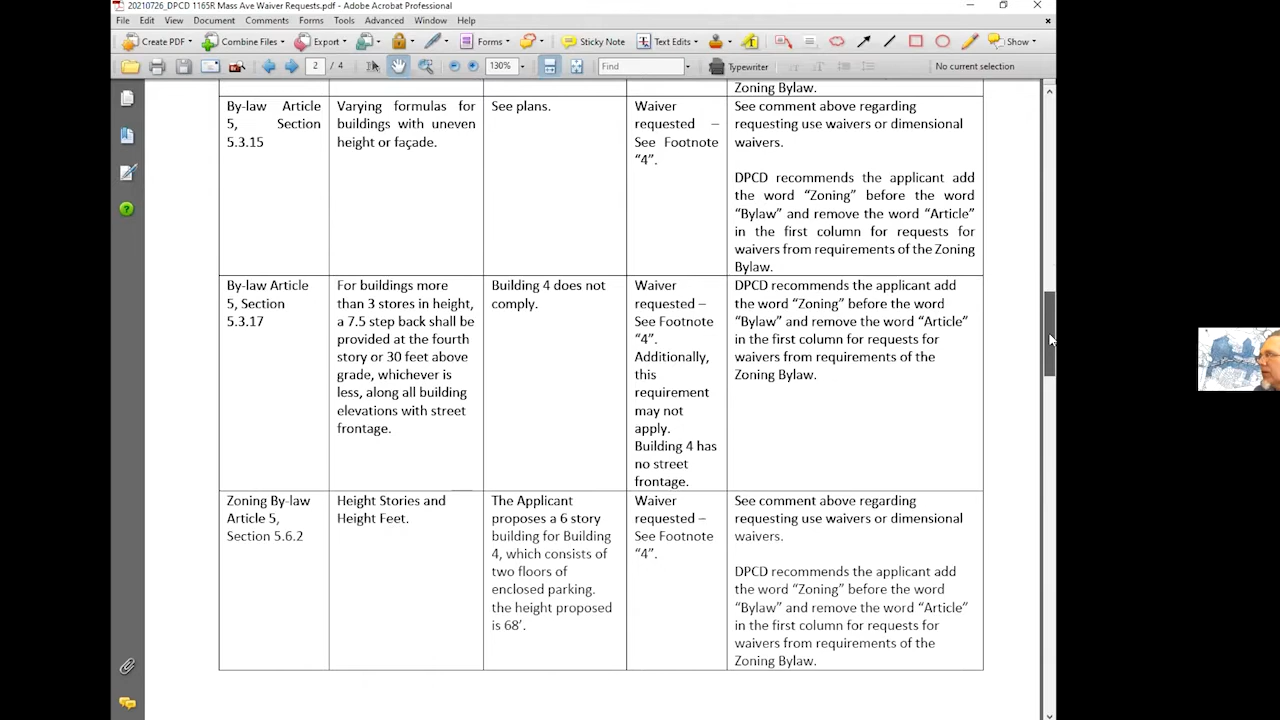 20210726_DPCD 1165R Mass Ave Waiver Requests.pdf - Adobe Acrobat Professional
File Edit View Document Comments Forms Tools Advanced Window Help
Create PDF Combine Files Export Forms Sticky Note Text Edits Show
2 / 4 130% Find Typewriter No current selection
Zoning Bylaw.
By-law Article
5, Section
5.3.15
Varying formulas for
buildings with uneven
height or façade.
See plans.
Waiver
requested –
See Footnote
“4”.
See comment above regarding
requesting use waivers or dimensional
waivers.
DPCD recommends the applicant add
the word “Zoning” before the word
“Bylaw” and remove the word “Article”
in the first column for requests for
waivers from requirements of the Zoning
Bylaw.
By-law Article
5, Section
5.3.17
For buildings more
than 3 stores in height,
a 7.5 step back shall be
provided at the fourth
story or 30 feet above
grade, whichever is
less, along all building
elevations with street
frontage.
Building 4 does not
comply.
Waiver
requested –
See Footnote
“4”.
Additionally,
this
requirement
may not
apply.
Building 4 has
no street
frontage.
DPCD recommends the applicant add
the word “Zoning” before the word
“Bylaw” and remove the word “Article”
in the first column for requests for
waivers from requirements of the
Zoning Bylaw.
Zoning By-law
Article 5,
Section 5.6.2
Height Stories and
Height Feet.
The Applicant
proposes a 6 story
building for Building
4, which consists of
two floors of
enclosed parking.
the height proposed
is 68’.
Waiver
requested –
See Footnote
“4”.
See comment above regarding
requesting use waivers or dimensional
waivers.
DPCD recommends the applicant add
the word “Zoning” before the word
“Bylaw” and remove the word “Article”
in the first column for requests for
waivers from requirements of the
Zoning Bylaw.